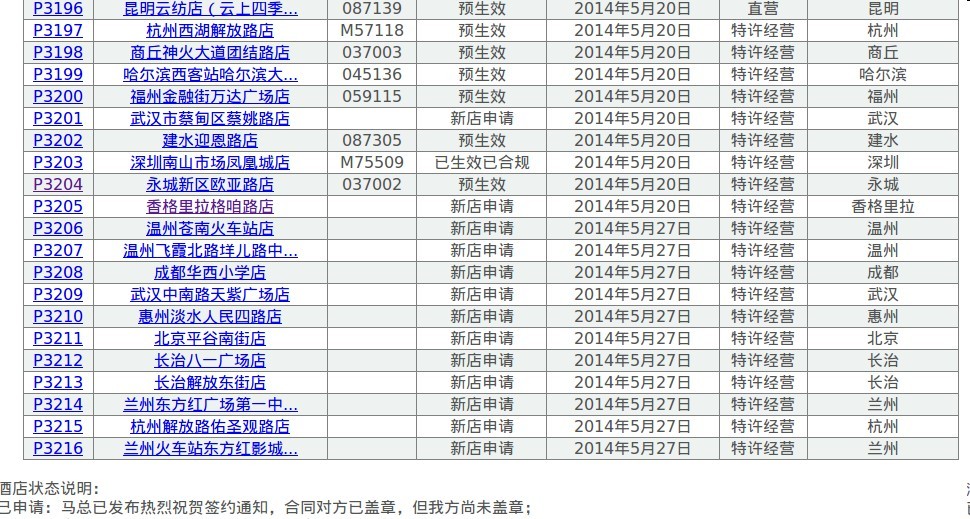 P3196 昆明云纺店（云上四季... 087139 预生效 2014年5月20日 直营 昆明
P3197 杭州西湖解放路店 M57118 预生效 2014年5月20日 特许经营 杭州
P3198 商丘神火大道团结路店 037003 预生效 2014年5月20日 特许经营 商丘
P3199 哈尔滨西客站哈尔滨大... 045136 预生效 2014年5月20日 特许经营 哈尔滨
P3200 福州金融街万达广场店 059115 预生效 2014年5月20日 特许经营 福州
P3201 武汉市蔡甸区蔡姚路店 新店申请 2014年5月20日 特许经营 武汉
P3202 建水迎恩路店 087305 预生效 2014年5月20日 特许经营 建水
P3203 深圳南山市场凤凰城店 M75509 已生效已合规 2014年5月20日 特许经营 深圳
P3204 永城新区欧亚路店 037002 预生效 2014年5月20日 特许经营 永城
P3205 香格里拉格咱路店 新店申请 2014年5月20日 特许经营 香格里拉
P3206 温州苍南火车站店 新店申请 2014年5月27日 特许经营 温州
P3207 温州飞霞北路垟儿路中... 新店申请 2014年5月27日 特许经营 温州
P3208 成都华西小学店 新店申请 2014年5月27日 特许经营 成都
P3209 武汉中南路天紫广场店 新店申请 2014年5月27日 特许经营 武汉
P3210 惠州淡水人民四路店 新店申请 2014年5月27日 特许经营 惠州
P3211 北京平谷南街店 新店申请 2014年5月27日 特许经营 北京
P3212 长治八一广场店 新店申请 2014年5月27日 特许经营 长治
P3213 长治解放东街店 新店申请 2014年5月27日 特许经营 长治
P3214 兰州东方红广场第一中... 新店申请 2014年5月27日 特许经营 兰州
P3215 杭州解放路佑圣观路店 新店申请 2014年5月27日 特许经营 杭州
P3216 兰州火车站东方红影城... 新店申请 2014年5月27日 特许经营 兰州
酒店状态说明：
已申请：马总已发布热烈祝贺签约通知，合同对方已盖章，但我方尚未盖章；